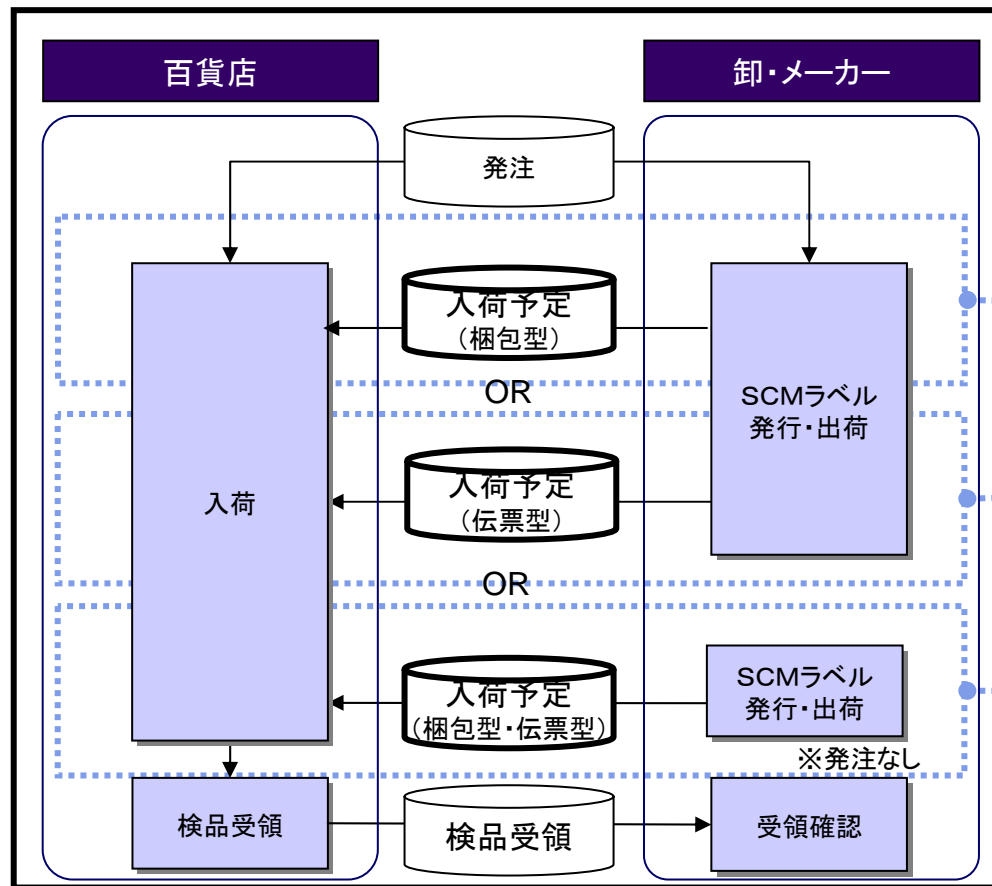 百貨店
卸・メーカー
発注
入荷予定
（梱包型）
OR
SCMラベル
発行・出荷
入荷
入荷予定
（伝票型）
OR
入荷予定
（梱包型・伝票型）
SCMラベル
発行・出荷
※発注なし
検品受領
検品受領
受領確認